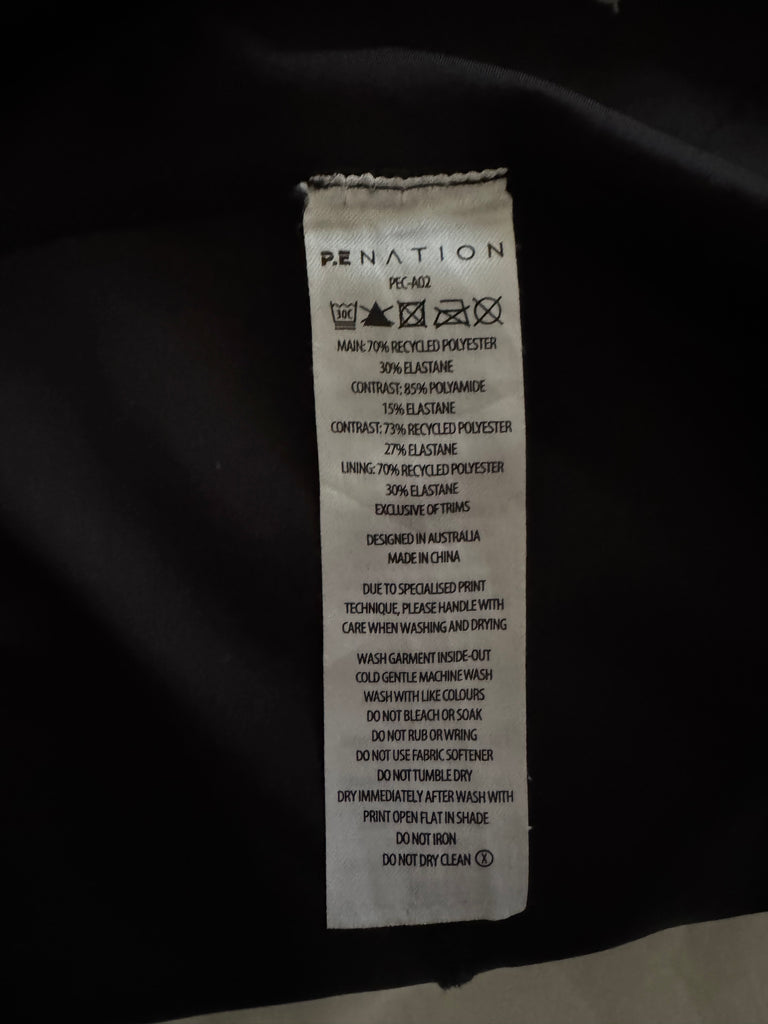 P.E NATION
PEC-A02
30C
MAIN: 70% RECYCLED POLYESTER
30% ELASTANE
CONTRAST: 85% POLYAMIDE
15% ELASTANE
CONTRAST: 73% RECYCLED POLYESTER
27% ELASTANE
LINING: 70% RECYCLED POLYESTER
30% ELASTANE
EXCLUSIVE OF TRIMS
DESIGNED IN AUSTRALIA
MADE IN CHINA
DUE TO SPECIALISED PRINT
TECHNIQUE, PLEASE HANDLE WITH
CARE WHEN WASHING AND DRYING
WASH GARMENT INSIDE-OUT
COLD GENTLE MACHINE WASH
WASH WITH LIKE COLOURS
DO NOT BLEACH OR SOAK
DO NOT RUB OR WRING
DO NOT USE FABRIC SOFTENER
DO NOT TUMBLE DRY
DRY IMMEDIATELY AFTER WASH WITH
PRINT OPEN FLAT IN SHADE
DO NOT IRON
DO NOT DRY CLEAN Ⓧ